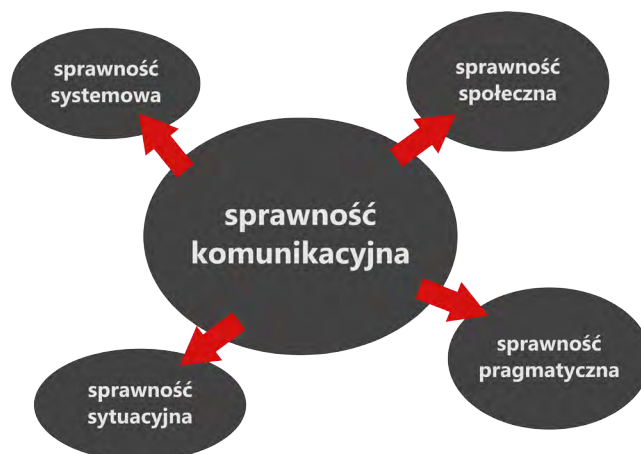 sprawność
systemowa
sprawność
społeczna
sprawność
komunikacyjna
sprawność
pragmatyczna
sprawność
sytuacyjna